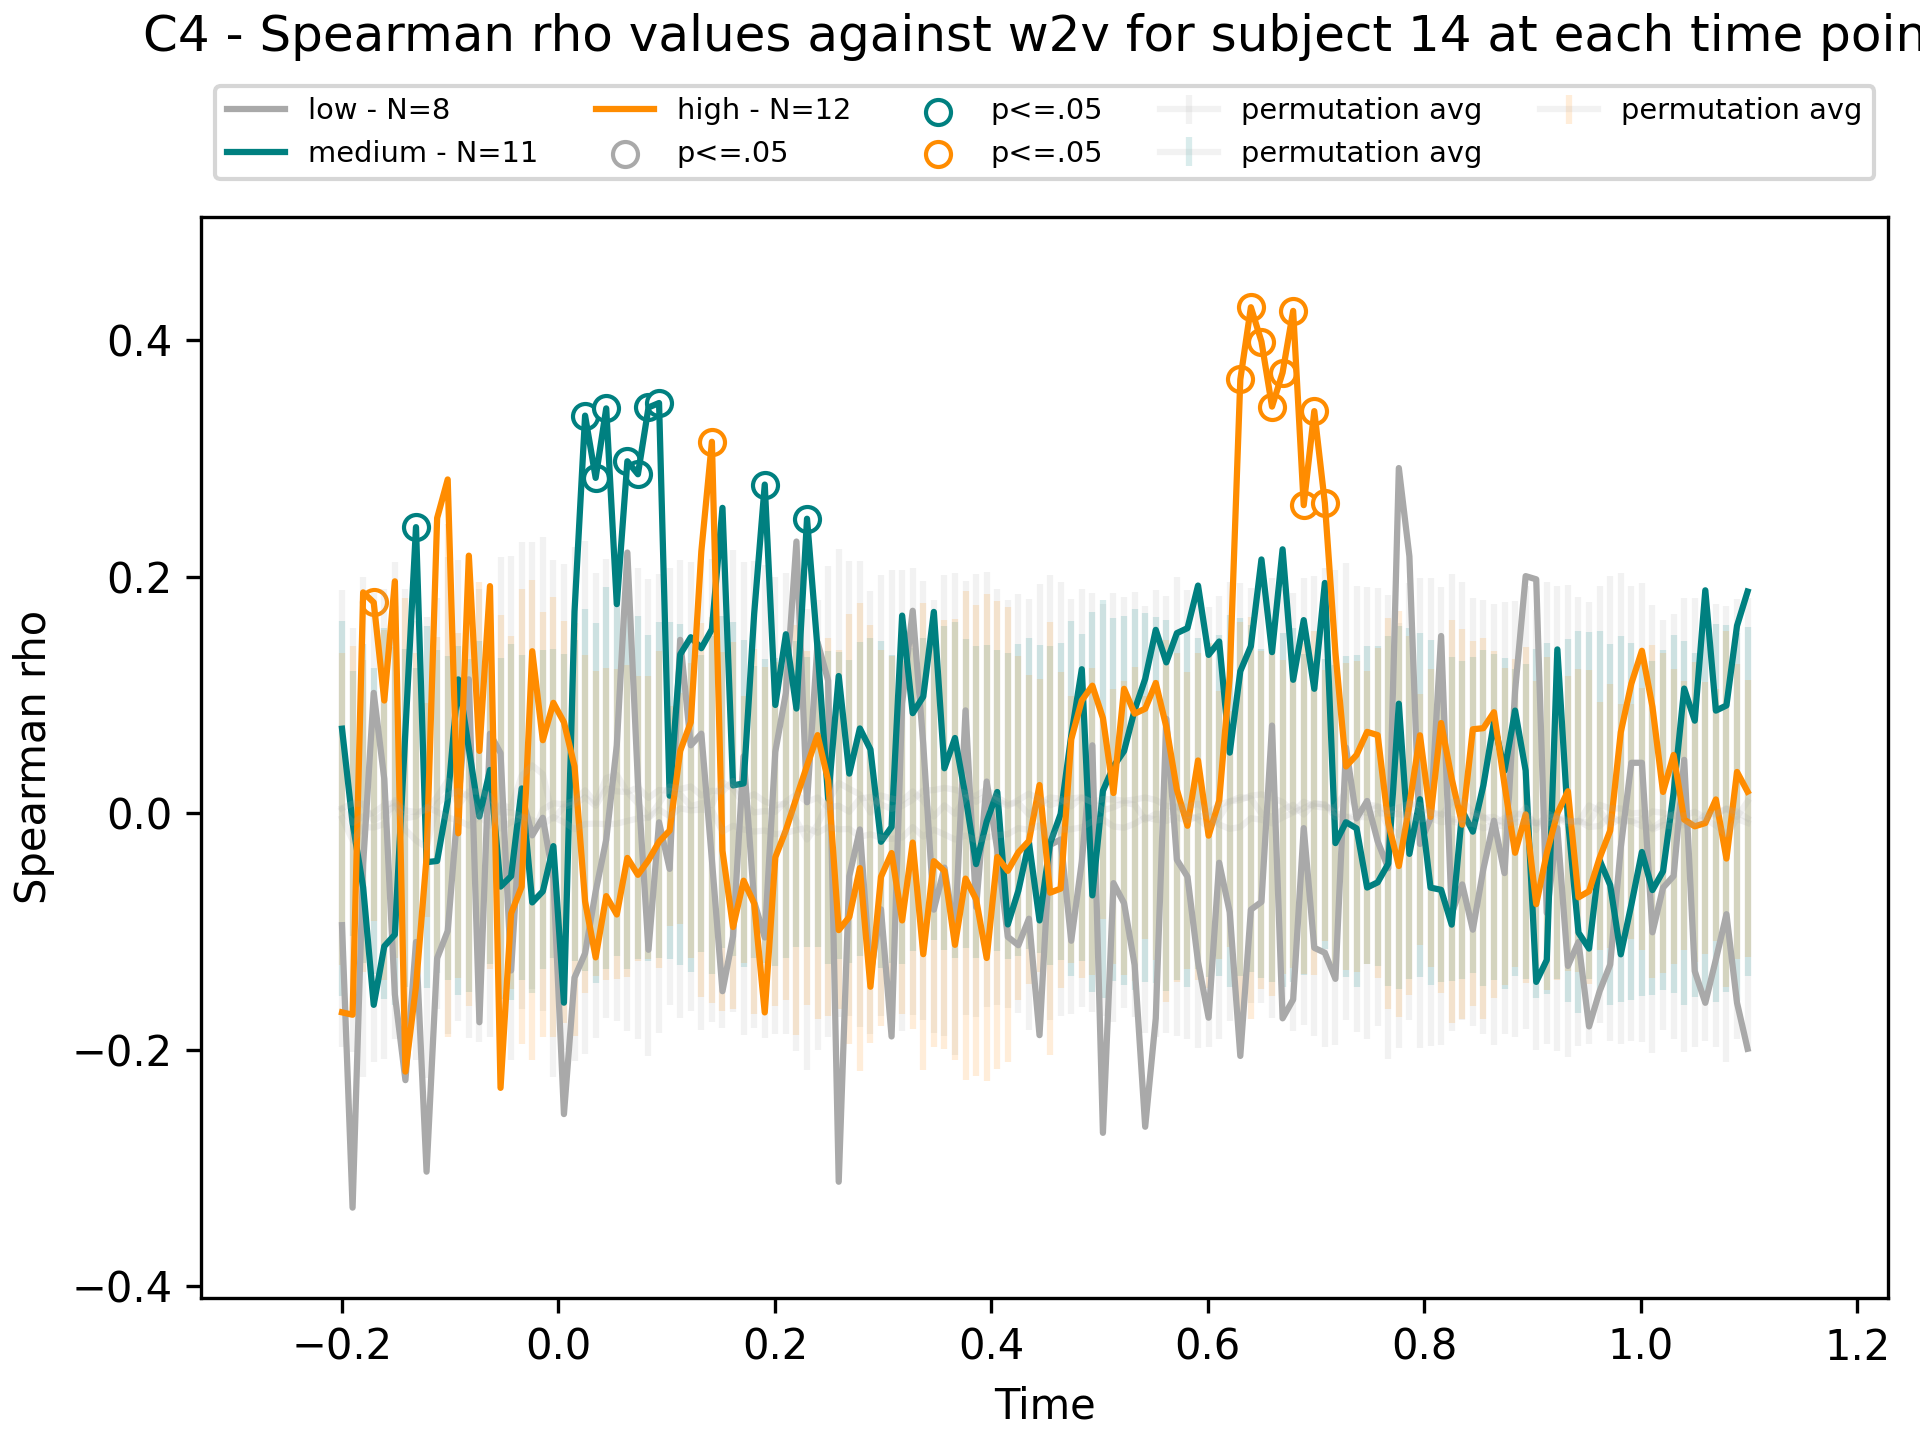 C4 - Spearman rho values against w2v for subject 14 at each time poin
low - N=8
medium - N=11
high - N=12
p<=.05
p<=.05
p<=.05
permutation avg
permutation avg
permutation avg
Spearman rho
0.4
0.2
0.0
−0.2
−0.4
−0.2 0.0 0.2 0.4 0.6 0.8 1.0 1.2
Time